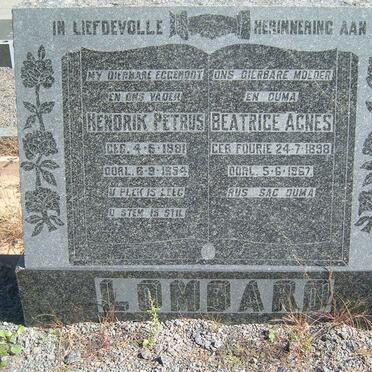 IN LIEFDEVOLLE HERINNERING AAN
MY DIERBARE EGGENOOT
EN ONS VADER
HENDRIK PETRUS
GEB. 4-6-1891
OORL. 6-9-1954
U PLEK IS LEEG
U STEM IS STIL
ONS DIERBARE MOEDER
EN OUMA
BEATRICE AGNES
GEB FOURIE 24-7-1898
OORL. 5-6-1967
RUS SAG OUMA
LOMBARD